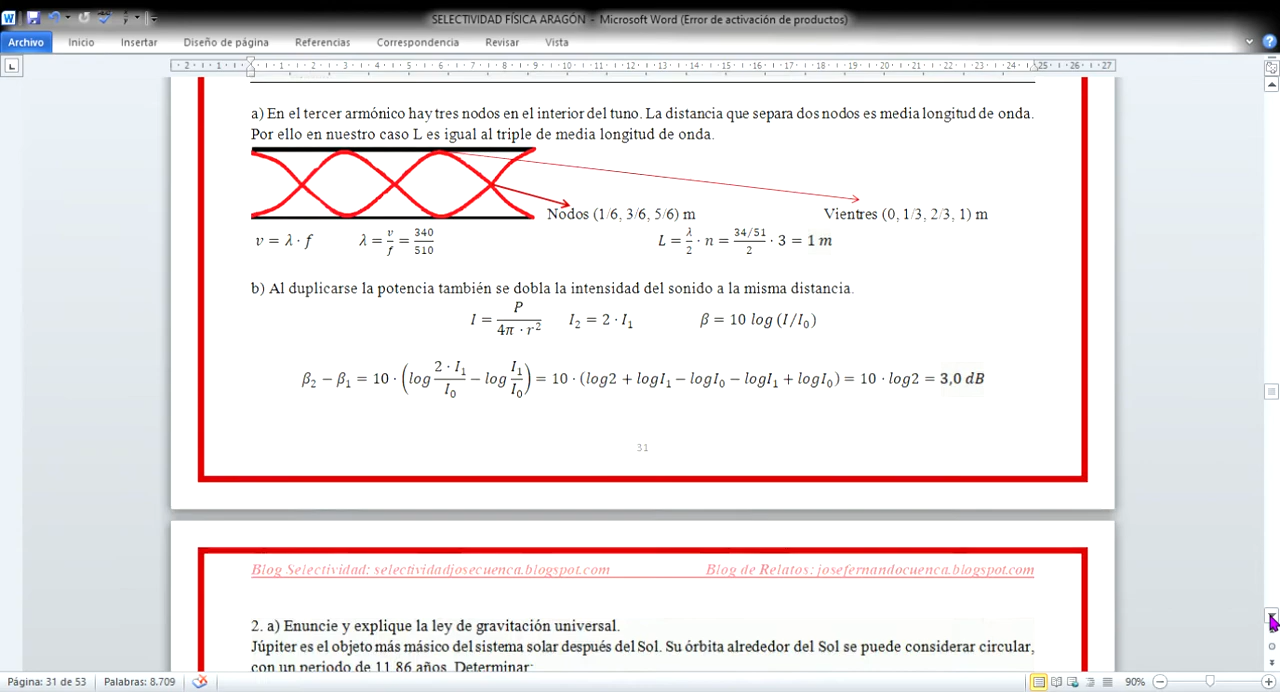 SELECTIVIDAD FÍSICA ARAGÓN - Microsoft Word (Error de activación de productos)
Archivo Inicio Insertar Diseño de página Referencias Correspondencia Revisar Vista
a) En el tercer armónico hay tres nodos en el interior del tuno. La distancia que separa dos nodos es media longitud de onda.
Por ello en nuestro caso L es igual al triple de media longitud de onda.
Nodos (1/6, 3/6, 5/6) m Vientres (0, 1/3, 2/3, 1) m
v = λ · f λ = v/f = 340/510 L = λ/2 · n = (34/51)/2 · 3 = 1 m
b) Al duplicarse la potencia también se dobla la intensidad del sonido a la misma distancia.
I = P/(4π · r²) I₂ = 2 · I₁ β = 10 log (I/I₀)
β₂ − β₁ = 10 · (log (2 · I₁)/I₀ − log I₁/I₀) = 10 · (log2 + logI₁ − logI₀ − logI₁ + logI₀) = 10 · log2 = 3,0 dB
31
Blog Selectividad: selectividadjosecuenca.blogspot.com Blog de Relatos: josefernandocuenca.blogspot.com
2. a) Enuncie y explique la ley de gravitación universal.
Júpiter es el objeto más másico del sistema solar después del Sol. Su órbita alrededor del Sol se puede considerar circular,
con un periodo de 11,86 años. Determinar:
Página: 31 de 53 Palabras: 8.709 90%